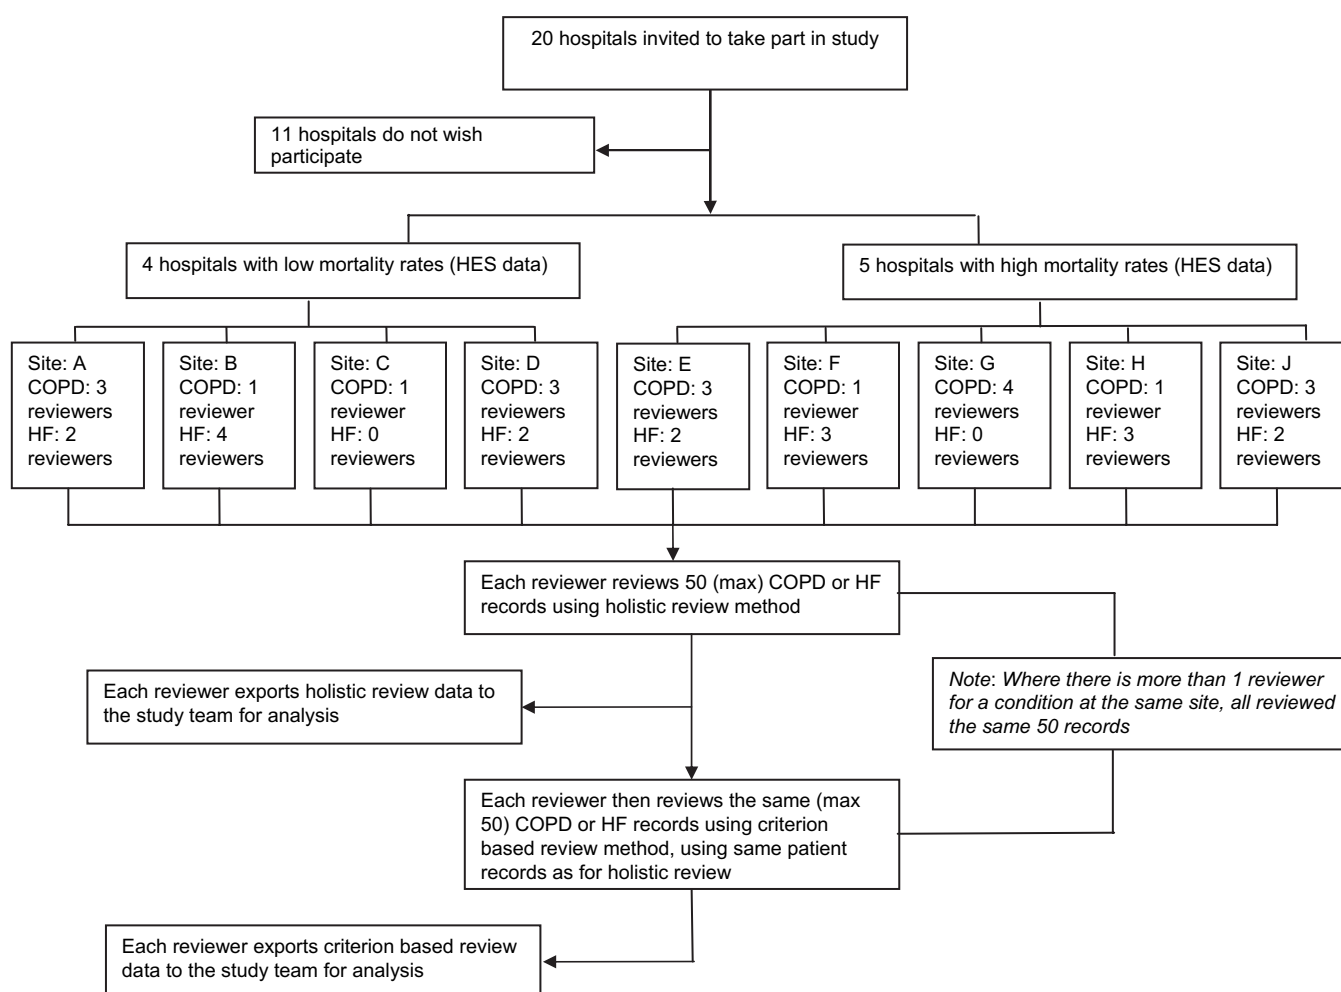 20 hospitals invited to take part in study
11 hospitals do not wish
participate
4 hospitals with low mortality rates (HES data)
5 hospitals with high mortality rates (HES data)
Site: A
COPD: 3
reviewers
HF: 2
reviewers
Site: B
COPD: 1
reviewer
HF: 4
reviewers
Site: C
COPD: 1
reviewer
HF: 0
reviewers
Site: D
COPD: 3
reviewers
HF: 2
reviewers
Site: E
COPD: 3
reviewers
HF: 2
reviewers
Site: F
COPD: 1
reviewer
HF: 3
reviewers
Site: G
COPD: 4
reviewers
HF: 0
reviewers
Site: H
COPD: 1
reviewer
HF: 3
reviewers
Site: J
COPD: 3
reviewers
HF: 2
reviewers
Each reviewer reviews 50 (max) COPD or HF
records using holistic review method
Each reviewer exports holistic review data to
the study team for analysis
Note: Where there is more than 1 reviewer
for a condition at the same site, all reviewed
the same 50 records
Each reviewer then reviews the same (max
50) COPD or HF records using criterion
based review method, using same patient
records as for holistic review
Each reviewer exports criterion based review
data to the study team for analysis